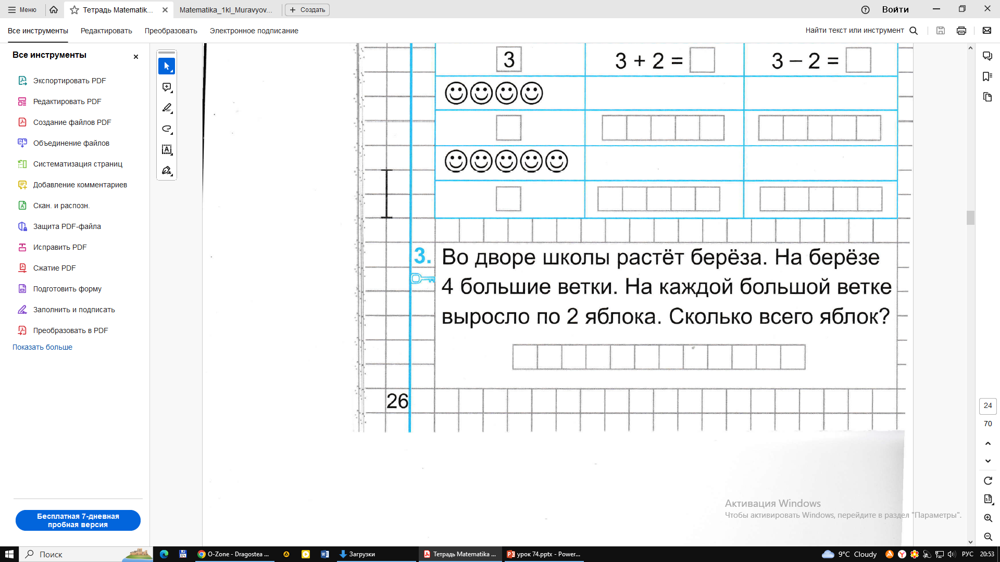 Меню
Тетрадь Matematik...
Matematika_1kl_Muravyov...
Создать
Войти
Все инструменты
Редактировать
Преобразовать
Электронное подписание
Найти текст или инструмент
Все инструменты
Экспортировать PDF
Редактировать PDF
Создание файлов PDF
Объединение файлов
Систематизация страниц
Добавление комментариев
Скан. и распозн.
Защита PDF-файла
Исправить PDF
Сжатие PDF
Подготовить форму
Заполнить и подписать
Преобразовать в PDF
Показать больше
Бесплатная 7-дневная
пробная версия
3
3 + 2 =
3 – 2 =
3. Во дворе школы растёт берёза. На берёзе
4 большие ветки. На каждой большой ветке
выросло по 2 яблока. Сколько всего яблок?
26
24
70
Активация Windows
Чтобы активировать Windows, перейдите в раздел "Параметры".
Поиск
O-Zone - Dragostea ...
Загрузки
Тетрадь Matematika ...
урок 74.pptx - Power...
9°C Cloudy
РУС
20:53